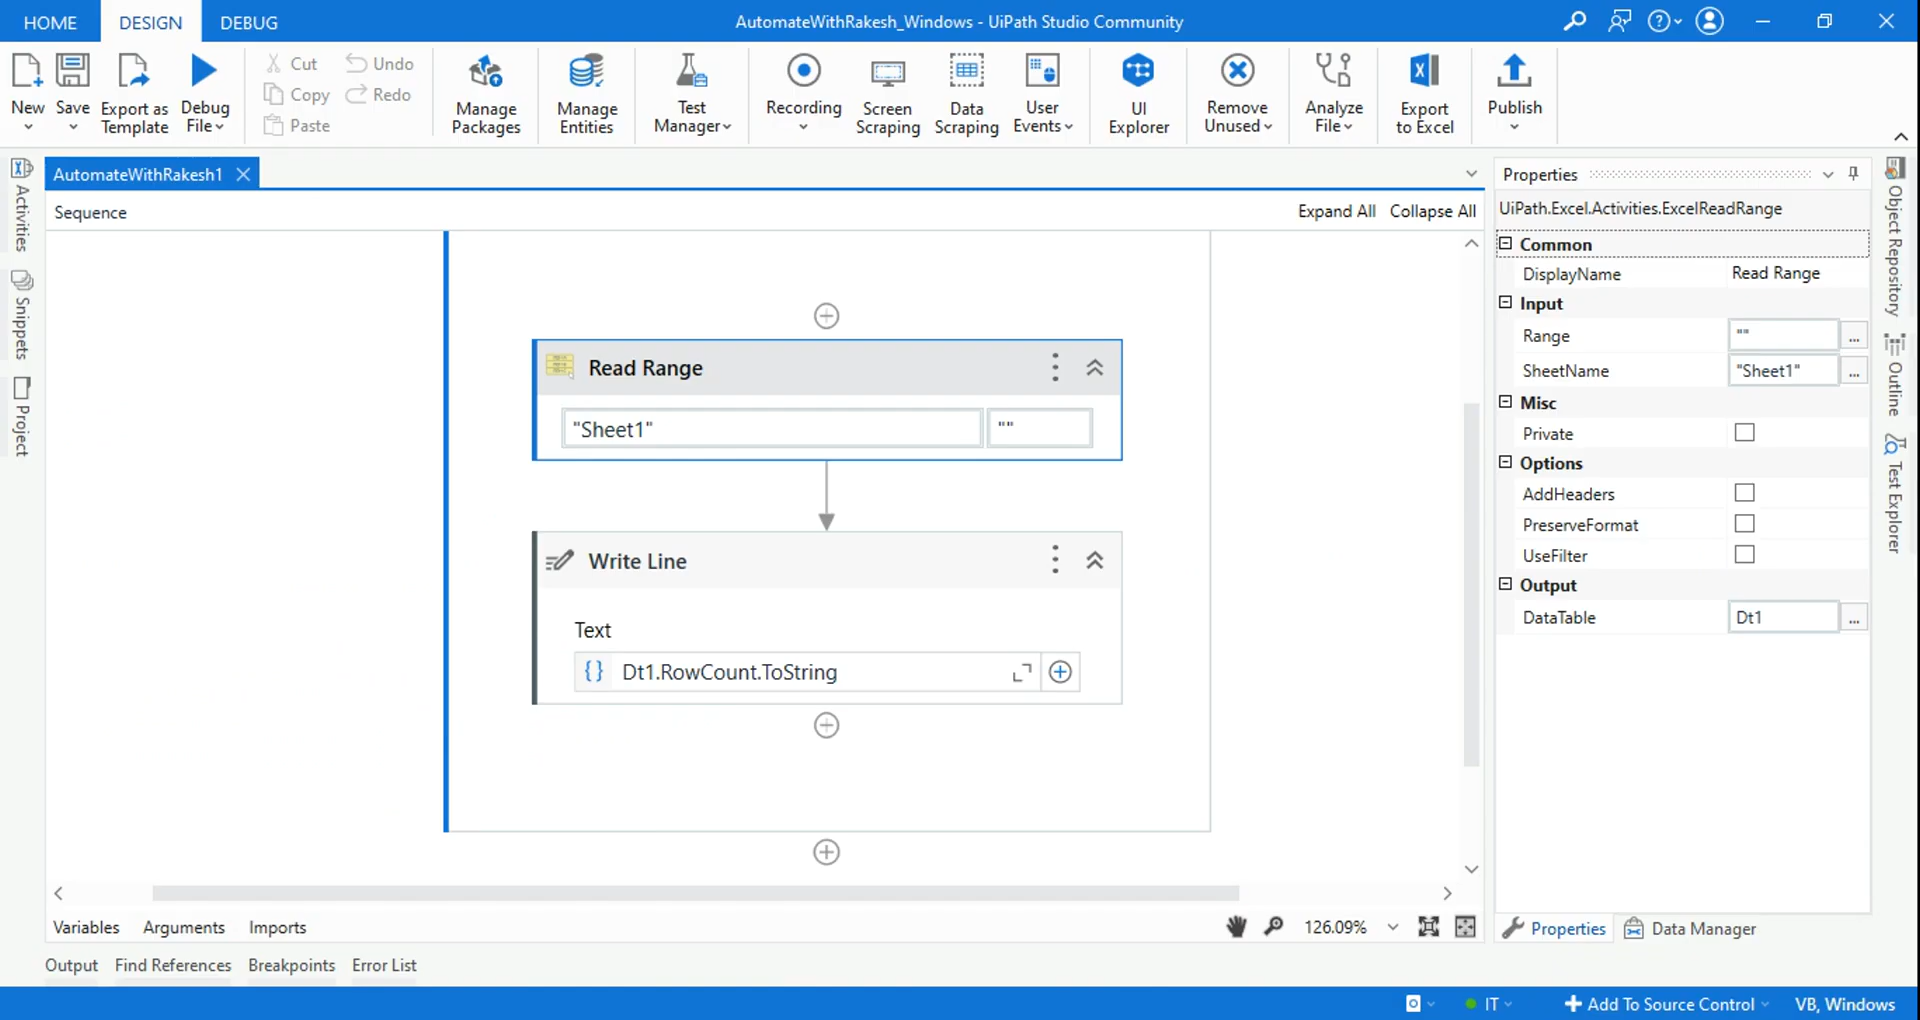 HOME DESIGN DEBUG AutomateWithRakesh_Windows - UiPath Studio Community
New
Save
Export as
Template
Debug
File
Cut
Copy
Paste
Undo
Redo
Manage
Packages
Manage
Entities
Test
Manager
Recording
Screen
Scraping
Data
Scraping
User
Events
UI
Explorer
Remove
Unused
Analyze
File
Export
to Excel
Publish
Activities
Snippets
Project
AutomateWithRakesh1
Sequence Expand All Collapse All
Read Range
"Sheet1" ""
Write Line
Text
{} Dt1.RowCount.ToString
Variables Arguments Imports 126.09%
Output Find References Breakpoints Error List
Properties
UiPath.Excel.Activities.ExcelReadRange
Common
DisplayName Read Range
Input
Range "" ...
SheetName "Sheet1" ...
Misc
Private
Options
AddHeaders
PreserveFormat
UseFilter
Output
DataTable Dt1 ...
Properties Data Manager
Object Repository
Outline
Test Explorer
IT Add To Source Control VB, Windows